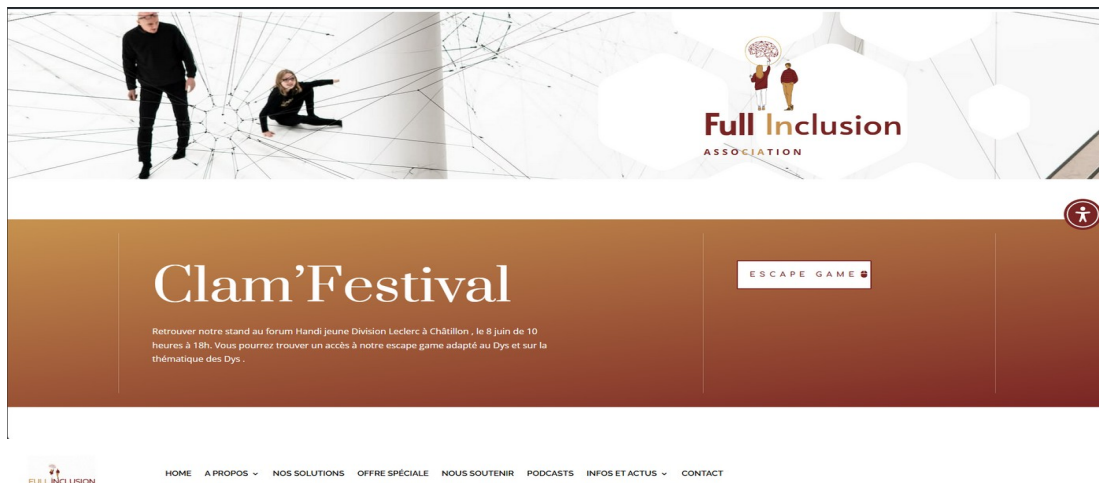 Full Inclusion
ASSOCIATION
Clam’Festival
Retrouver notre stand au forum Handi jeune Division Leclerc à Châtillon , le 8 juin de 10
heures à 18h. Vous pourrez trouver un accès à notre escape game adapté au Dys et sur la
thématique des Dys .
ESCAPE GAME
FULL INCLUSION
HOME A PROPOS NOS SOLUTIONS OFFRE SPÉCIALE NOUS SOUTENIR PODCASTS INFOS ET ACTUS CONTACT